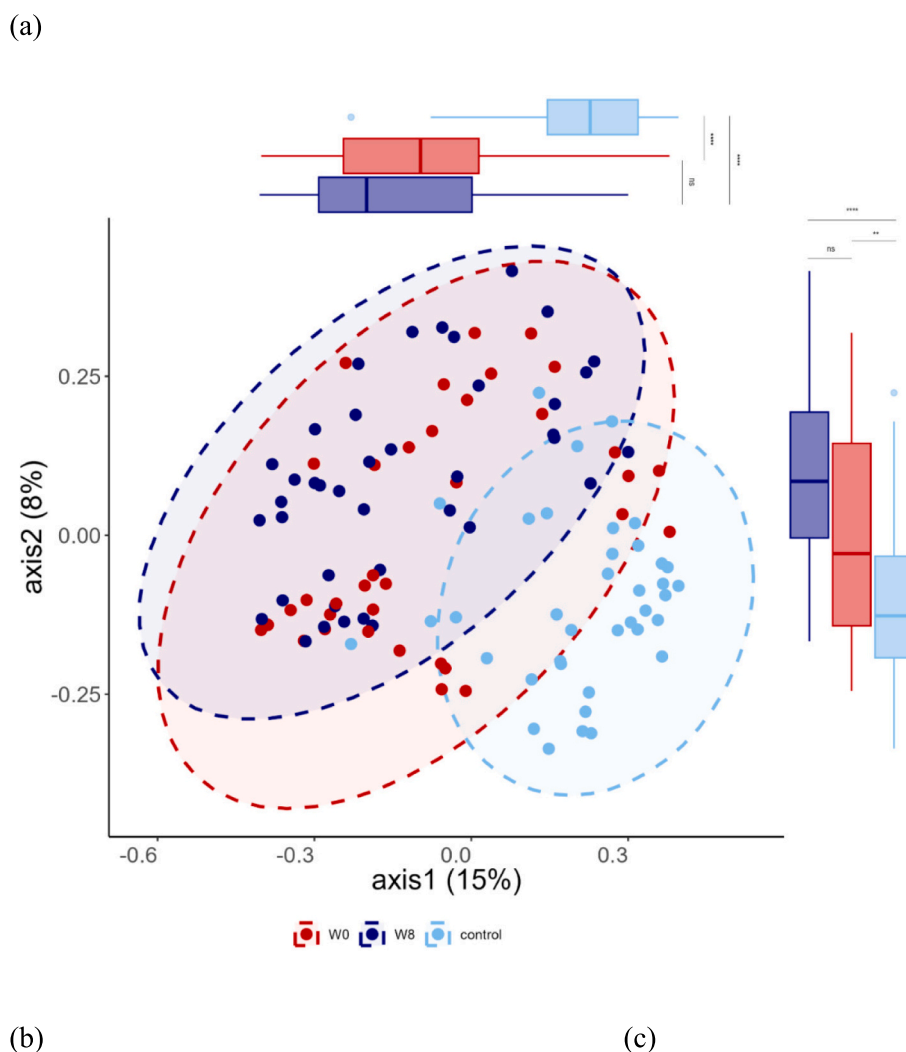 (a)
****
****
ns
****
**
ns
0.25
0.00
-0.25
axis2 (8%)
-0.6
-0.3
0.0
0.3
axis1 (15%)
W0 W8 control
(b) (c)